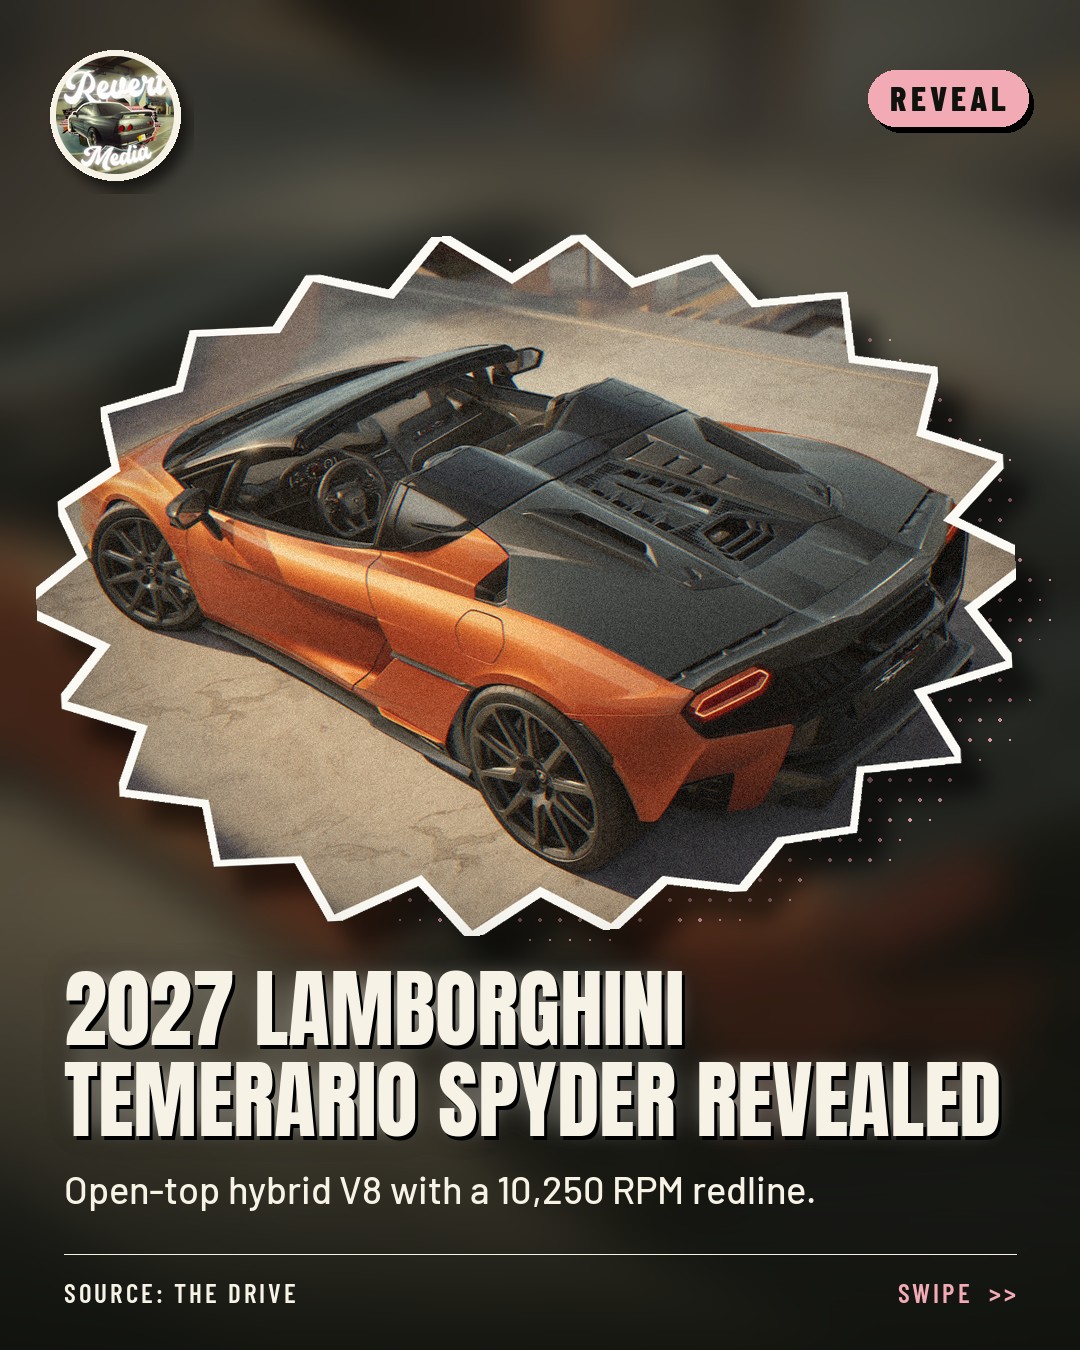 Revert
Media
REVEAL
2027 LAMBORGHINI
TEMERARIO SPYDER REVEALED
Open-top hybrid V8 with a 10,250 RPM redline.
SOURCE: THE DRIVE
SWIPE >>